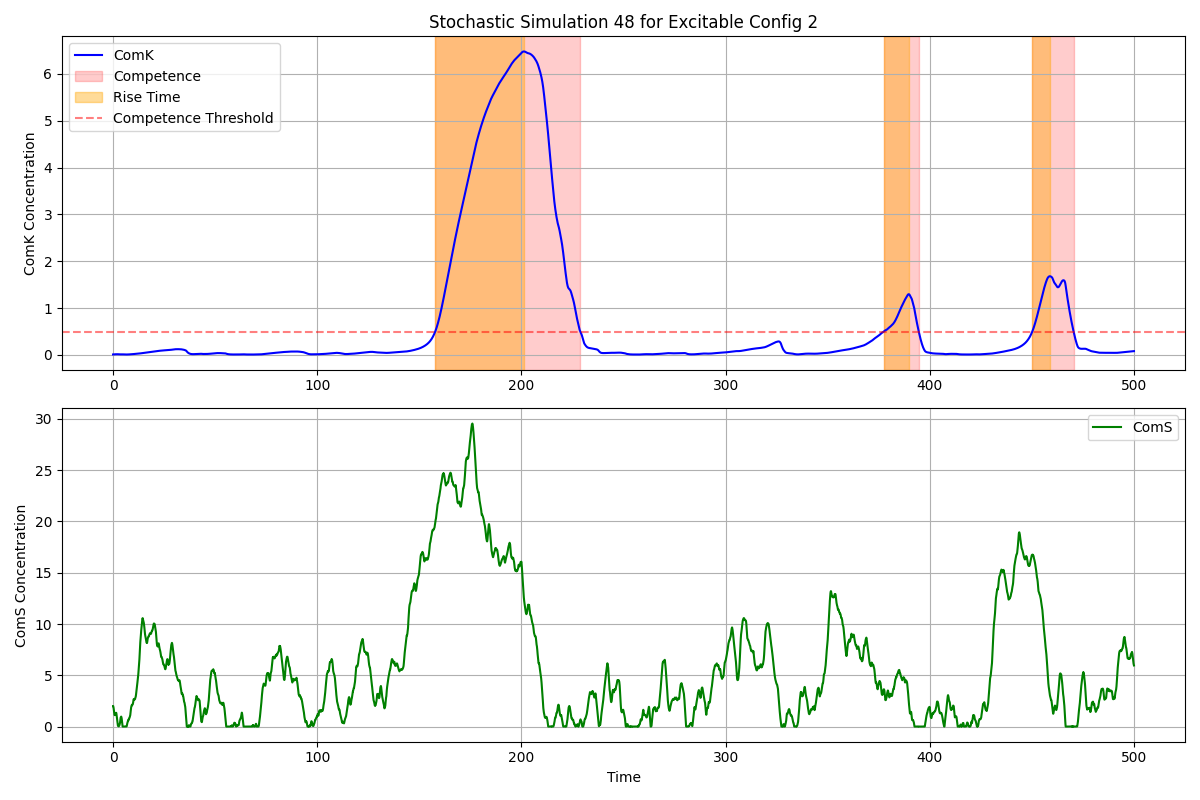 Stochastic Simulation 48 for Excitable Config 2
ComK Concentration
6
5
4
3
2
1
0
ComK
Competence
Rise Time
Competence Threshold
0 100 200 300 400 500
ComS Concentration
30
25
20
15
10
5
0
ComS
0 100 200 300 400 500
Time